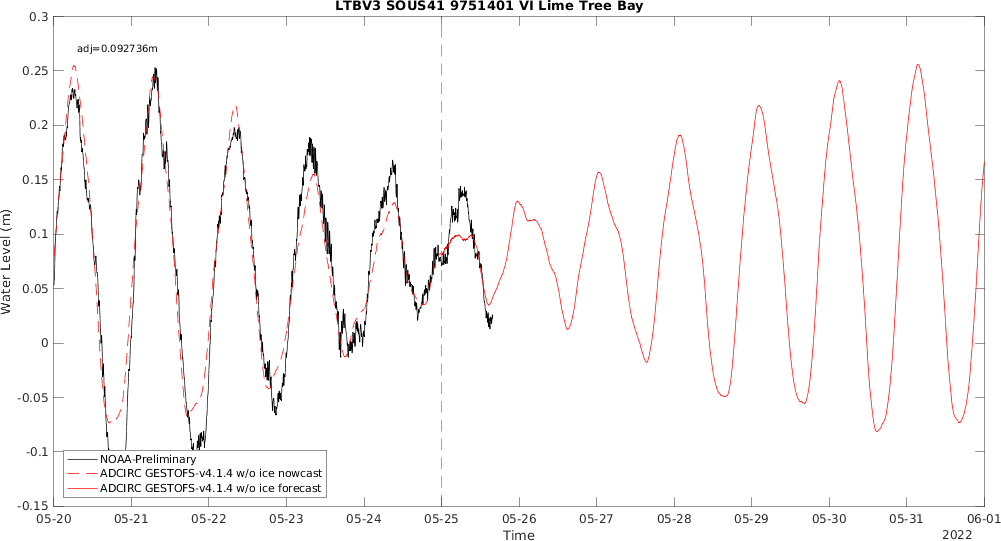 LTBV3 SOUS41 9751401 VI Lime Tree Bay
adj=0.092736m
0.3
0.25
0.2
0.15
0.1
0.05
0
-0.05
-0.1
-0.15
Water Level (m)
NOAA-Preliminary
ADCIRC GESTOFS-v4.1.4 w/o ice nowcast
ADCIRC GESTOFS-v4.1.4 w/o ice forecast
05-20 05-21 05-22 05-23 05-24 05-25 05-26 05-27 05-28 05-29 05-30 05-31 06-01
Time
2022